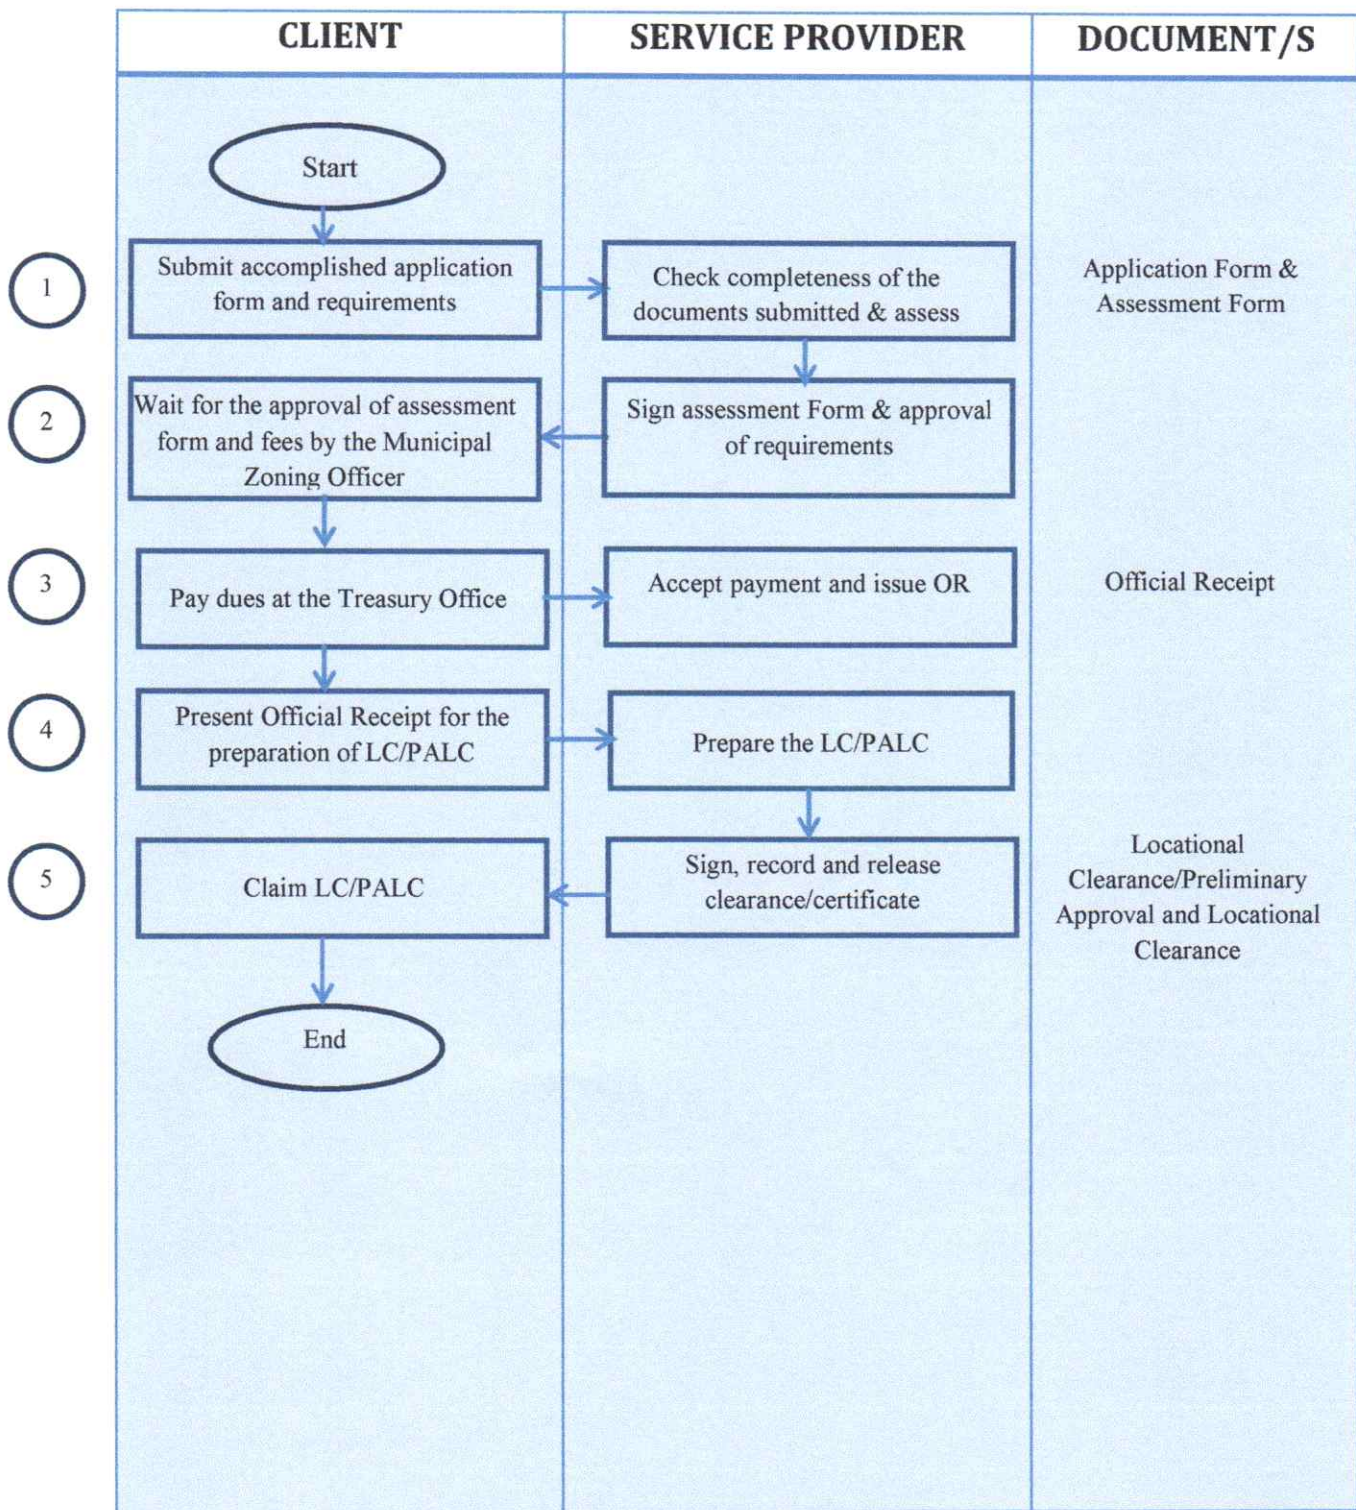 CLIENT
SERVICE PROVIDER
DOCUMENT/S
Start
1
Submit accomplished application
form and requirements
Check completeness of the
documents submitted & assess
Application Form &
Assessment Form
2
Wait for the approval of assessment
form and fees by the Municipal
Zoning Officer
Sign assessment Form & approval
of requirements
3
Pay dues at the Treasury Office
Accept payment and issue OR
Official Receipt
4
Present Official Receipt for the
preparation of LC/PALC
Prepare the LC/PALC
5
Claim LC/PALC
Sign, record and release
clearance/certificate
Locational
Clearance/Preliminary
Approval and Locational
Clearance
End